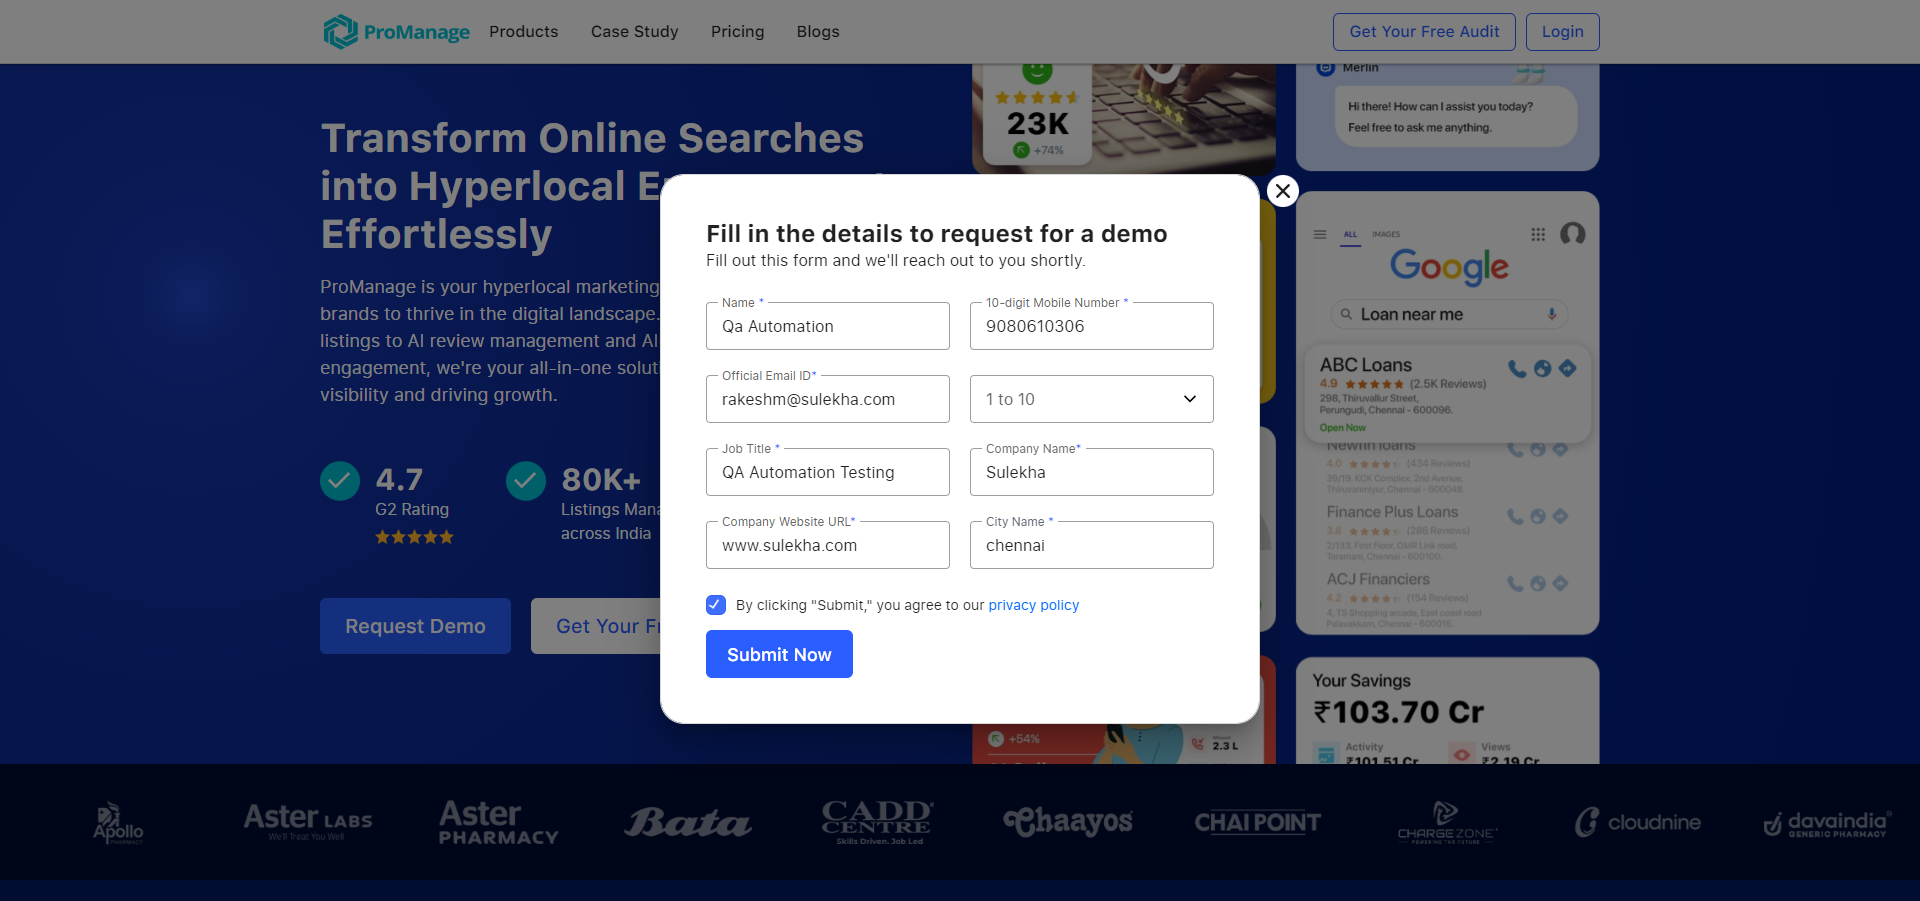 ProManage
Products
Case Study
Pricing
Blogs
Get Your Free Audit
Login
Transform Online Searches
into Hyperlocal
Effortlessly
ProManage is your hyperlocal marketing
brands to thrive in the digital landscape.
listings to AI review management and AI
engagement, we're your all-in-one
visibility and driving growth.
4.7
G2 Rating
80K+
Listings
across India
Request Demo
Get Your
23K
+74%
Merlin
Hi there! How can I assist you today?
Feel free to ask me anything.
Fill in the details to request for a demo
Fill out this form and we'll reach out to you shortly.
Name *
Qa Automation
10-digit Mobile Number *
9080610306
Official Email ID*
rakeshm@sulekha.com
1 to 10
Job Title *
QA Automation Testing
Company Name*
Sulekha
Company Website URL*
www.sulekha.com
City Name *
chennai
By clicking "Submit," you agree to our privacy policy
Submit Now
ALL
IMAGES
Google
Loan near me
ABC Loans
4.9 (2.5K Reviews)
298, Thiruvallur Street,
Perungudi, Chennai - 600096.
Open Now
Newfin loans
4.0 (434 Reviews)
39/19, KCK Complex, 2nd Avenue,
Thiruvanmiyur, Chennai - 600048.
Finance Plus Loans
3.8 (286 Reviews)
2/133, First Floor, OMR Link road,
Taramani, Chennai - 600100.
ACJ Financiers
4.2 (154 Reviews)
4, TS Shopping arcade, East coast road
Palavakkam, Chennai - 600015.
+54%
2.3 L
Your Savings
₹103.70 Cr
Activity
₹101.51 Cr
Views
₹2.19 Cr
Apollo
PHARMACY
Aster LABS
We'll Treat You Well
Aster
PHARMACY
Bata
CADD
CENTRE
Skills Driven. Job Led
Chaayos
CHAI POINT
CHARGE ZONE
POWERING THE FUTURE
cloudnine
davaindia
GENERIC PHARMACY